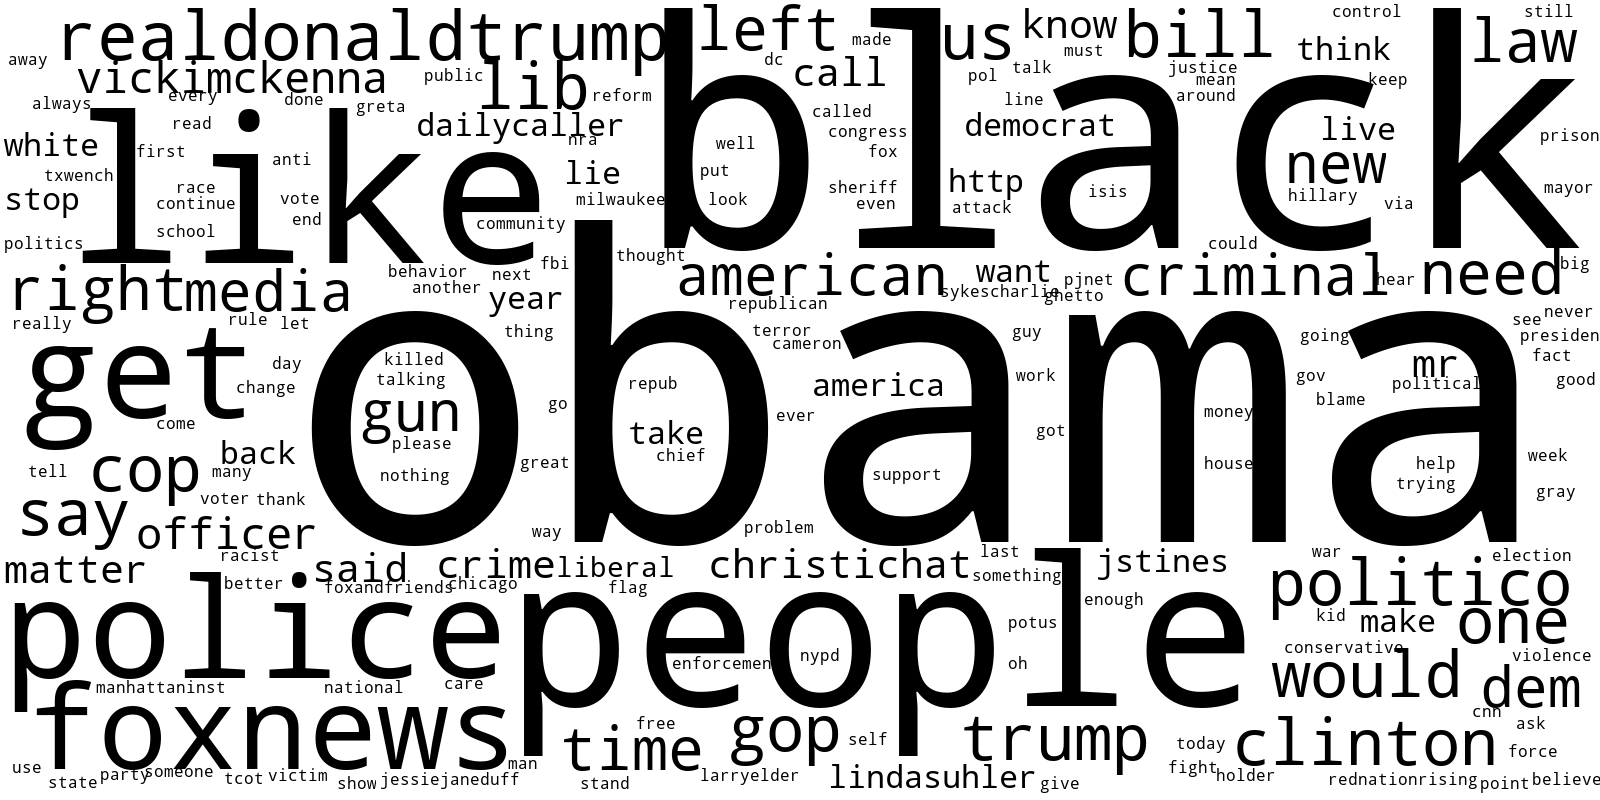 realdonaldtrump
left
us
know
bill
control
still
away
vickimckenna
public
lib
made
dc
call
must
think
law
always
every
done
greta
reform
pol
talk
justice
mean
keep
like
black
read
dailycaller
nra
called
line
around
democrat
live
white
first
anti
well
congress
fox
new
prison
txwench
race
lie
put
http
isis
hillary
mayor
stop
continue
vote
milwaukee
look
sheriff
even
attack
via
politics
school
end
community
could
right
media
behavior
another
next
fbi
thought
american
want
pjnet
criminal
hear
need
big
year
republican
sykescharlie
ghetto
really
rule
let
thing
terror
cameron
guy
going
see
never
presiden
get
obama
day
killed
talking
repub
america
work
gov
mr
political
fact
good
change
gun
go
ever
money
blame
come
please
take
got
tell
cop
back
many
nothing
great
chief
support
house
help
trying
week
say
voter
thank
way
problem
gray
officer
matter
racist
said
crime
liberal
christichat
last
jstines
war
election
better
foxandfriends
chicago
flag
something
politico
police
people
enough
kid
make
one
potus
conservative
violence
enforcemen
nypd
oh
would
dem
manhattaninst
national
care
foxnews
free
gop
self
trump
cnn
ask
time
today
clinton
force
use
state
party
someone
tcot
victim
show
jessiejaneduff
man
stand
larryelder
lindasuhler
give
fight
holder
rednationrising
point
believe